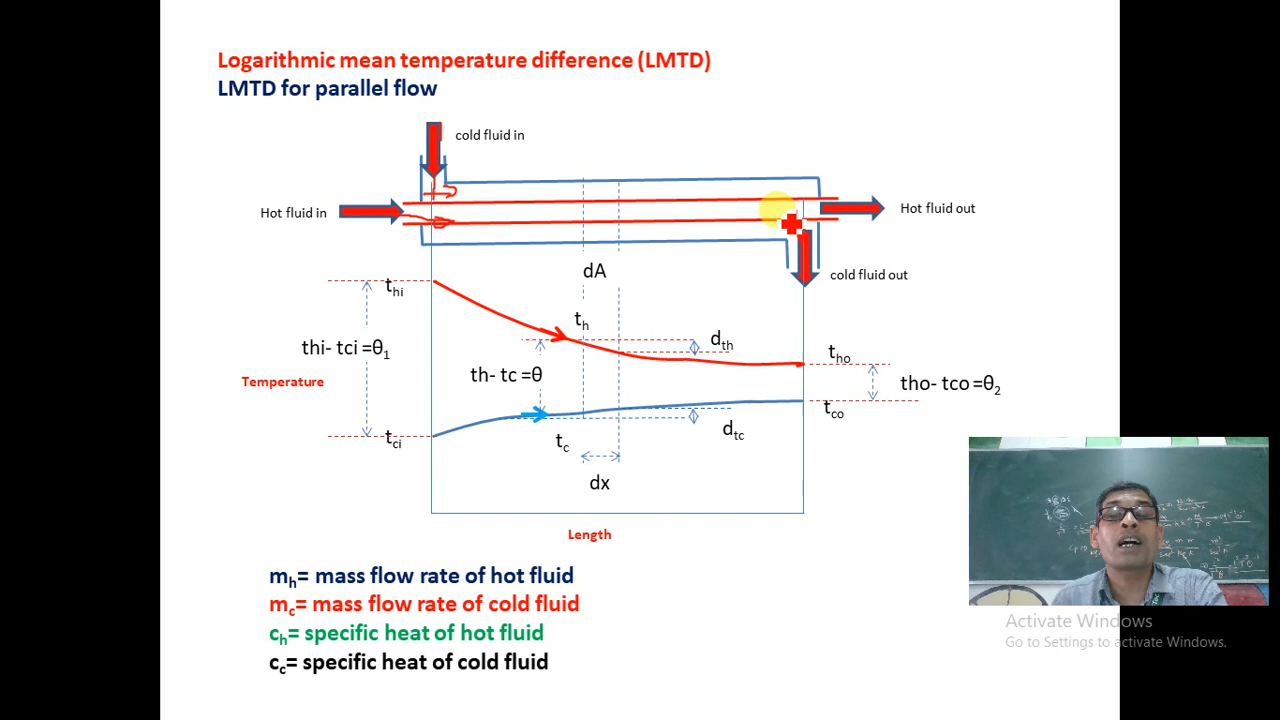 Logarithmic mean temperature difference (LMTD)
LMTD for parallel flow
cold fluid in
Hot fluid in
Hot fluid out
cold fluid out
dA
thi
th
dth
tho
thi- tci =θ1
th- tc =θ
tho- tco =θ2
Temperature
tco
tci
tc
dtc
dx
Length
mh= mass flow rate of hot fluid
mc= mass flow rate of cold fluid
ch= specific heat of hot fluid
cc= specific heat of cold fluid
Activate Windows
Go to Settings to activate Windows.